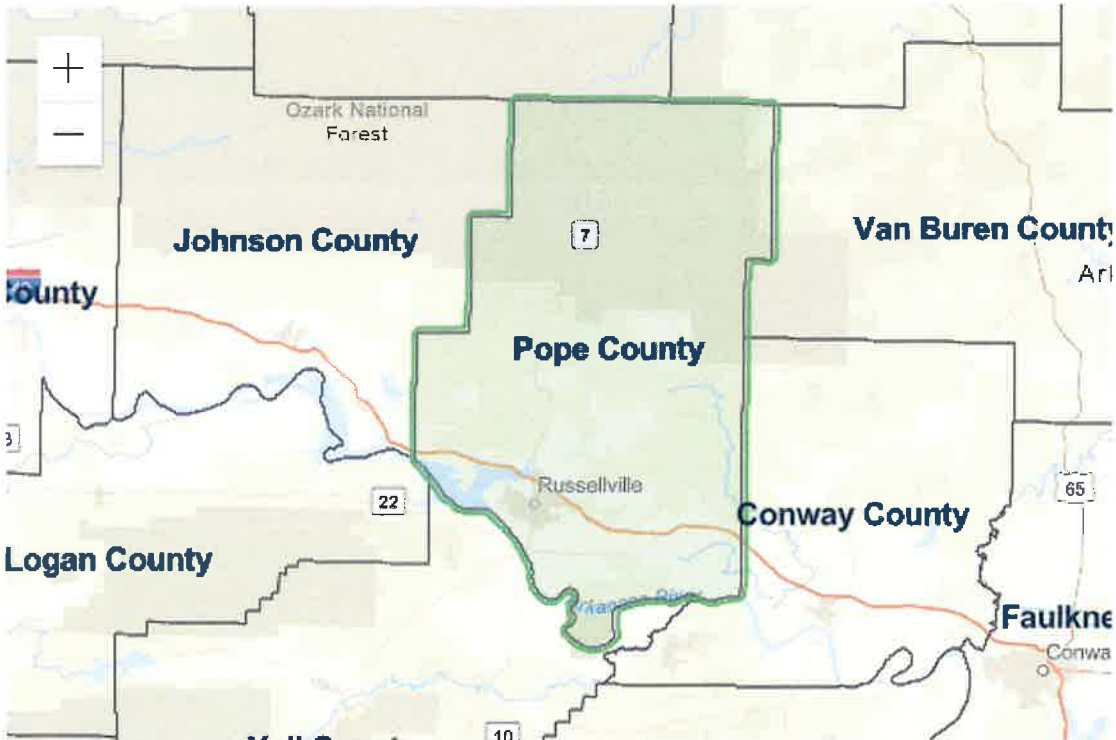 +
Ozark National
Forest
−
Johnson County
7
Van Buren County
County
Pope County
Russellville
22
65
Conway County
Logan County
Faulkne
Conwa
10